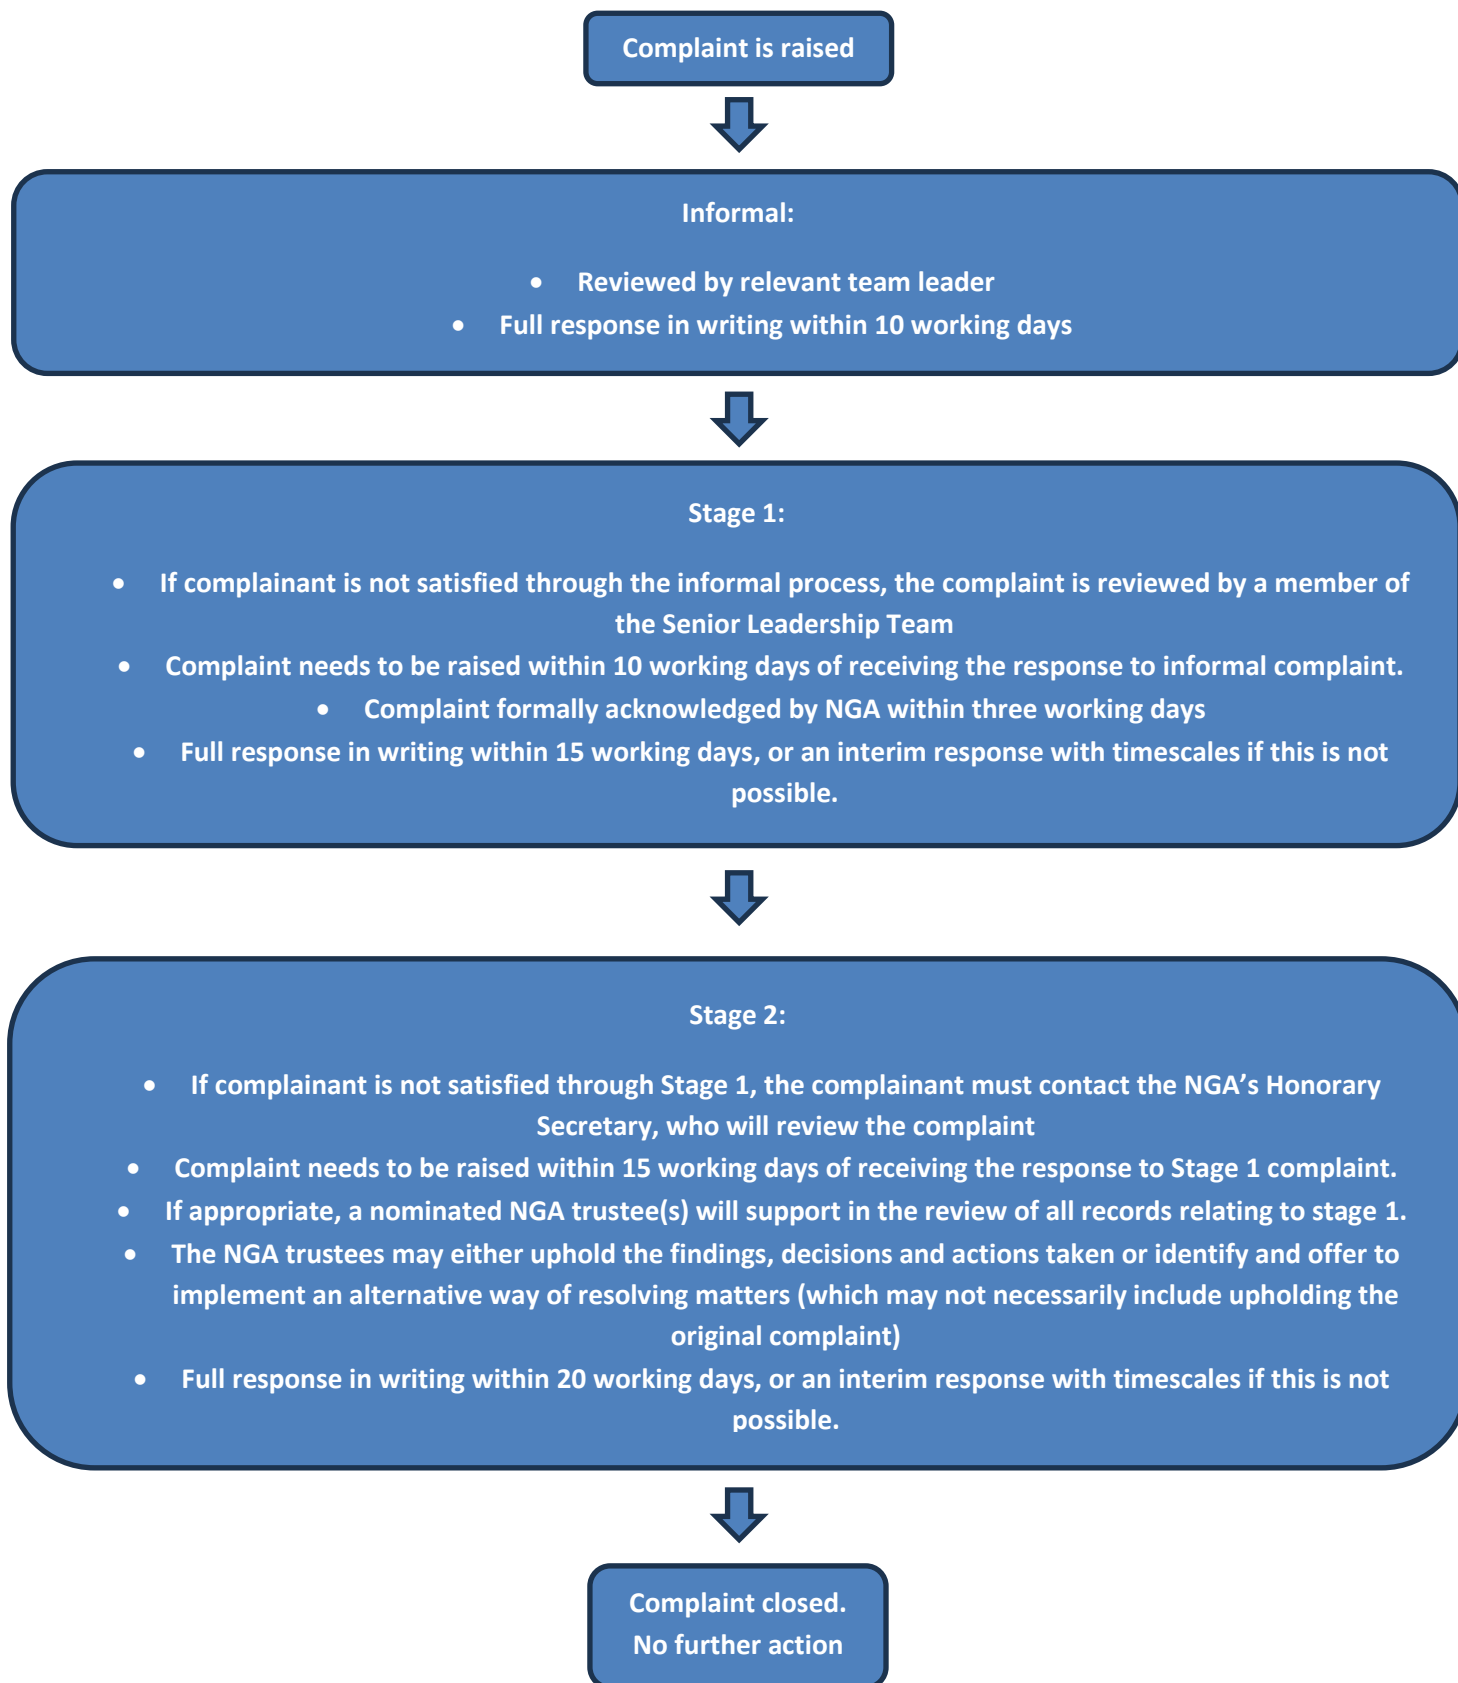 Complaint is raised
Informal:
• Reviewed by relevant team leader
• Full response in writing within 10 working days
Stage 1:
• If complainant is not satisfied through the informal process, the complaint is reviewed by a member of
the Senior Leadership Team
• Complaint needs to be raised within 10 working days of receiving the response to informal complaint.
• Complaint formally acknowledged by NGA within three working days
• Full response in writing within 15 working days, or an interim response with timescales if this is not
possible.
Stage 2:
• If complainant is not satisfied through Stage 1, the complainant must contact the NGA’s Honorary
Secretary, who will review the complaint
• Complaint needs to be raised within 15 working days of receiving the response to Stage 1 complaint.
• If appropriate, a nominated NGA trustee(s) will support in the review of all records relating to stage 1.
• The NGA trustees may either uphold the findings, decisions and actions taken or identify and offer to
implement an alternative way of resolving matters (which may not necessarily include upholding the
original complaint)
• Full response in writing within 20 working days, or an interim response with timescales if this is not
possible.
Complaint closed.
No further action